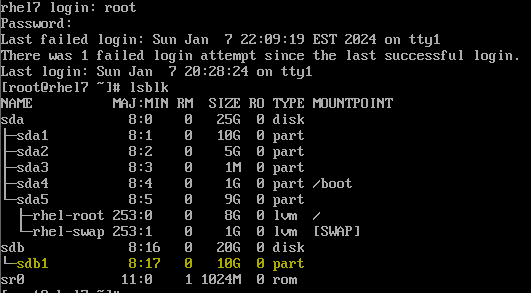 rhel7 login: root
Password:
Last failed login: Sun Jan  7 22:09:19 EST 2024 on tty1
There was 1 failed login attempt since the last successful login.
Last login: Sun Jan  7 20:28:24 on tty1
[root@rhel7 ~]# lsblk
NAME          MAJ:MIN RM  SIZE RO TYPE MOUNTPOINT
sda             8:0    0   25G  0 disk
├─sda1          8:1    0   10G  0 part
├─sda2          8:2    0    5G  0 part
├─sda3          8:3    0    1M  0 part
├─sda4          8:4    0    1G  0 part /boot
└─sda5          8:5    0    9G  0 part
  ├─rhel-root 253:0    0    8G  0 lvm  /
  └─rhel-swap 253:1    0    1G  0 lvm  [SWAP]
sdb             8:16   0   20G  0 disk
└─sdb1          8:17   0   10G  0 part
sr0            11:0    1 1024M  0 rom
[root@rhel7 ~]#